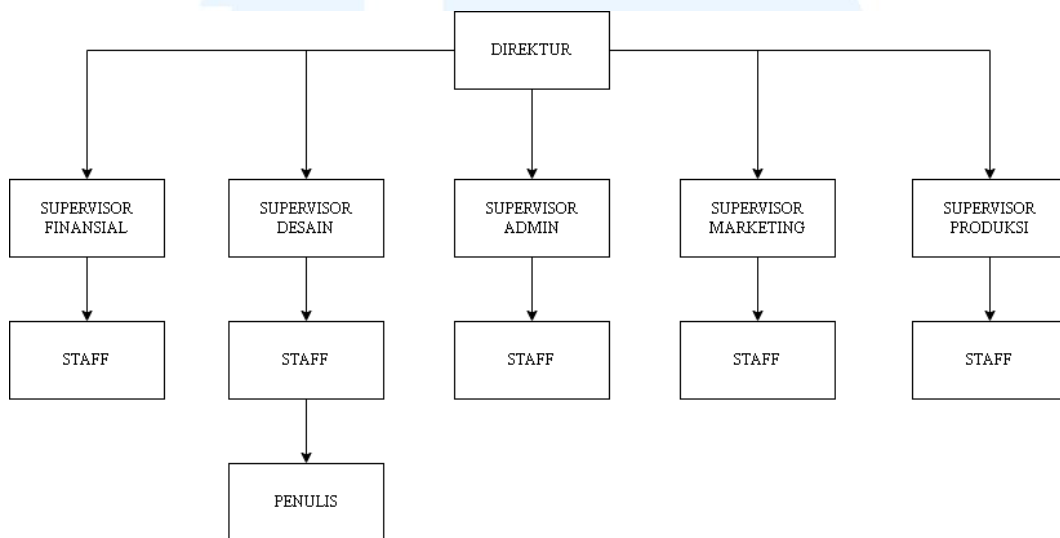 DIREKTUR
SUPERVISOR
FINANSIAL
SUPERVISOR
DESAIN
SUPERVISOR
ADMIN
SUPERVISOR
MARKETING
SUPERVISOR
PRODUKSI
STAFF
STAFF
STAFF
STAFF
STAFF
PENULIS